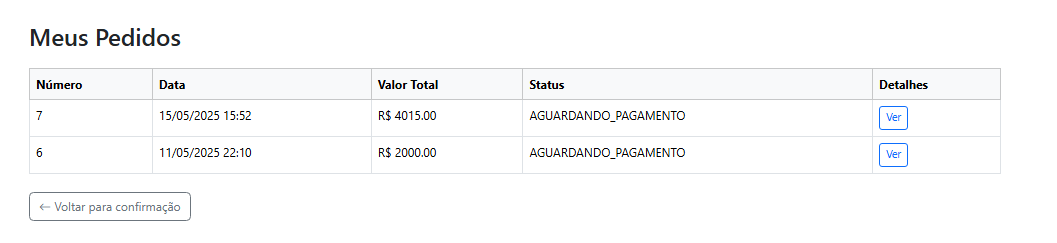 Meus Pedidos
Número Data Valor Total Status Detalhes
7 15/05/2025 15:52 R$ 4015.00 AGUARDANDO_PAGAMENTO Ver
6 11/05/2025 22:10 R$ 2000.00 AGUARDANDO_PAGAMENTO Ver
← Voltar para confirmação